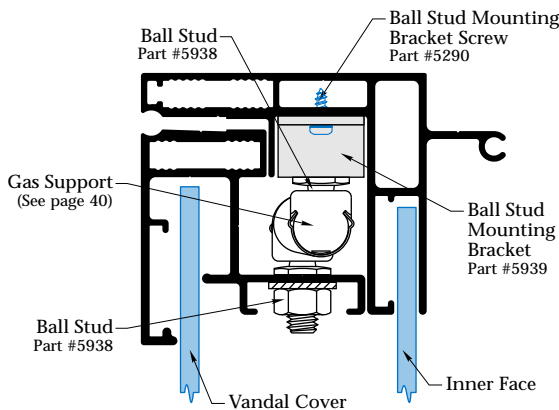 Ball Stud
Part #5938
Ball Stud Mounting
Bracket Screw
Part #5290
Gas Support
(See page 40)
Ball Stud
Mounting
Bracket
Part #5939
Ball Stud
Part #5938
Vandal Cover
Inner Face